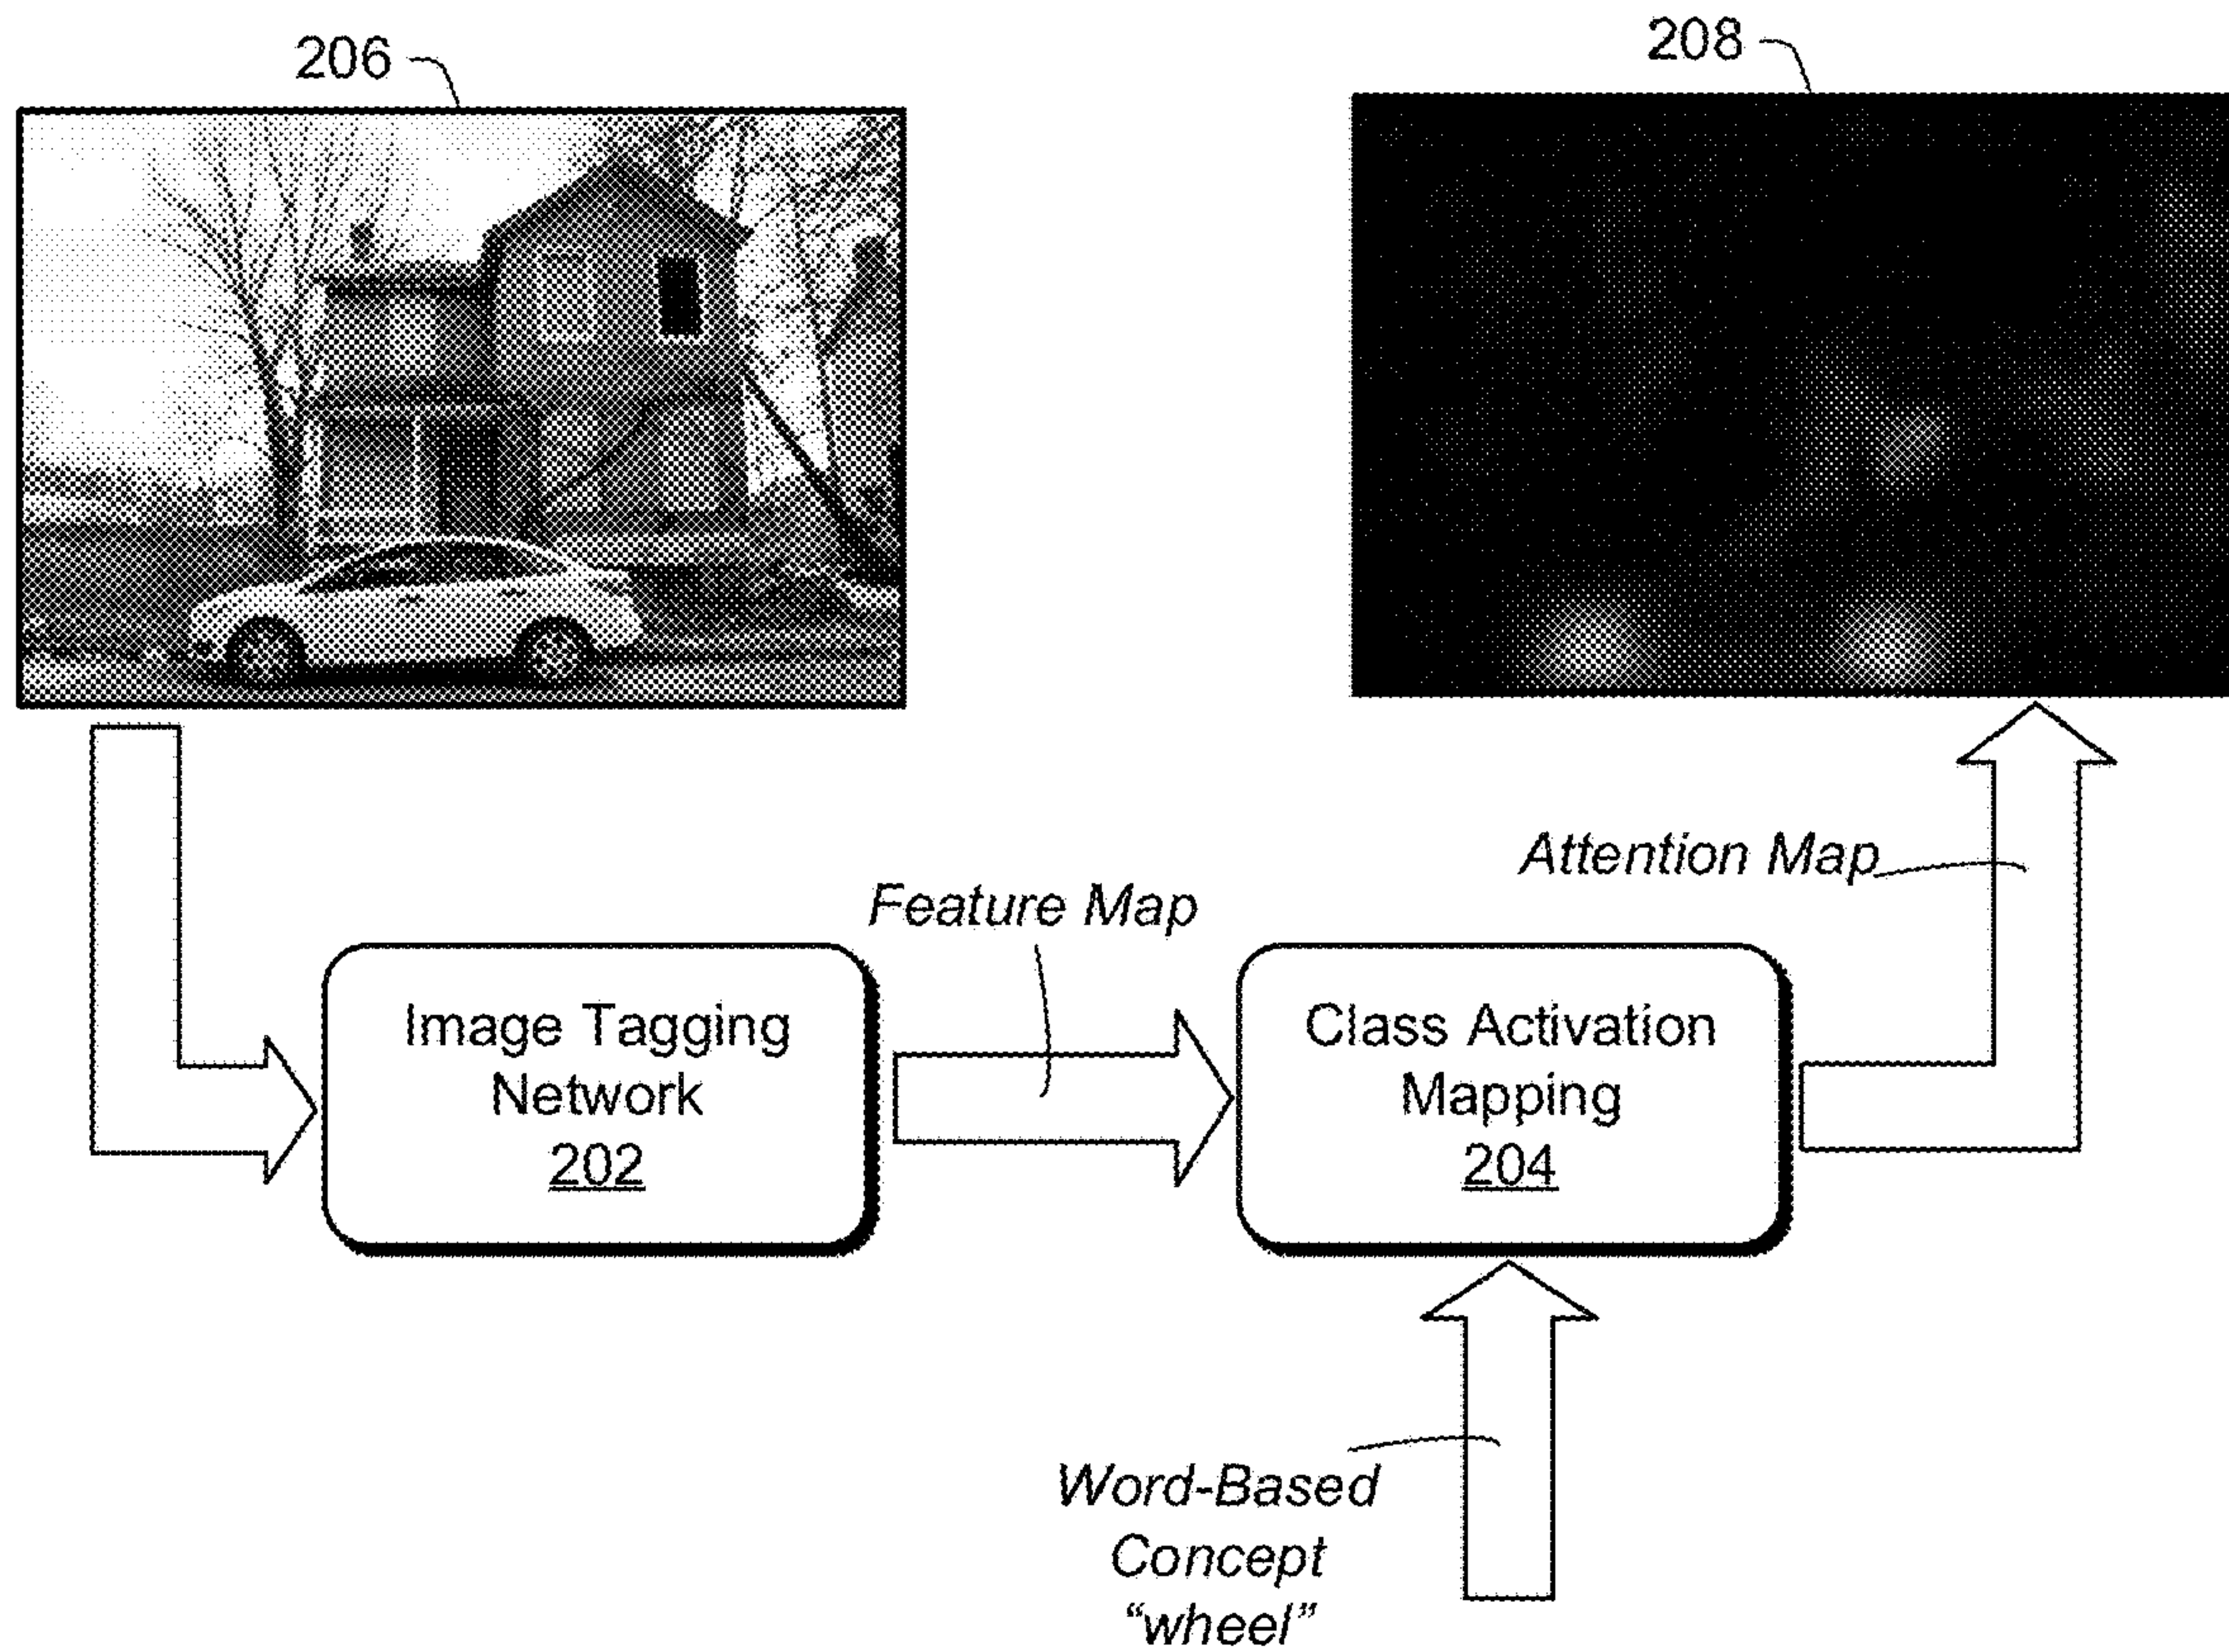 206
208
Attention Map
Feature Map
Image Tagging
Network
202
Class Activation
Mapping
204
Word-Based
Concept
“wheel”